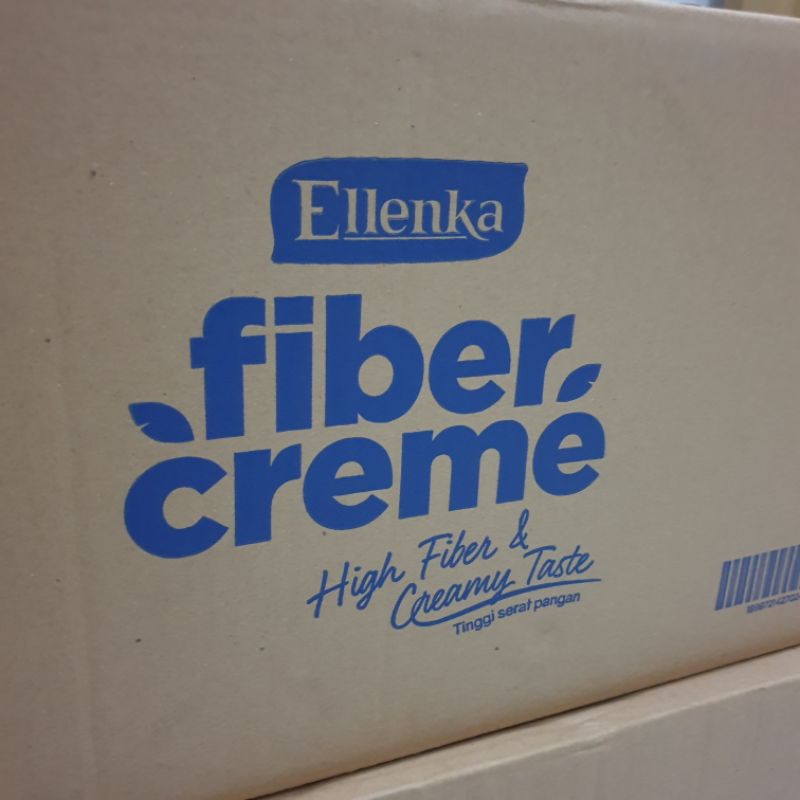 Ellenka
fiber
creme
High Fiber &
Creamy Taste
Tinggi serat pangan